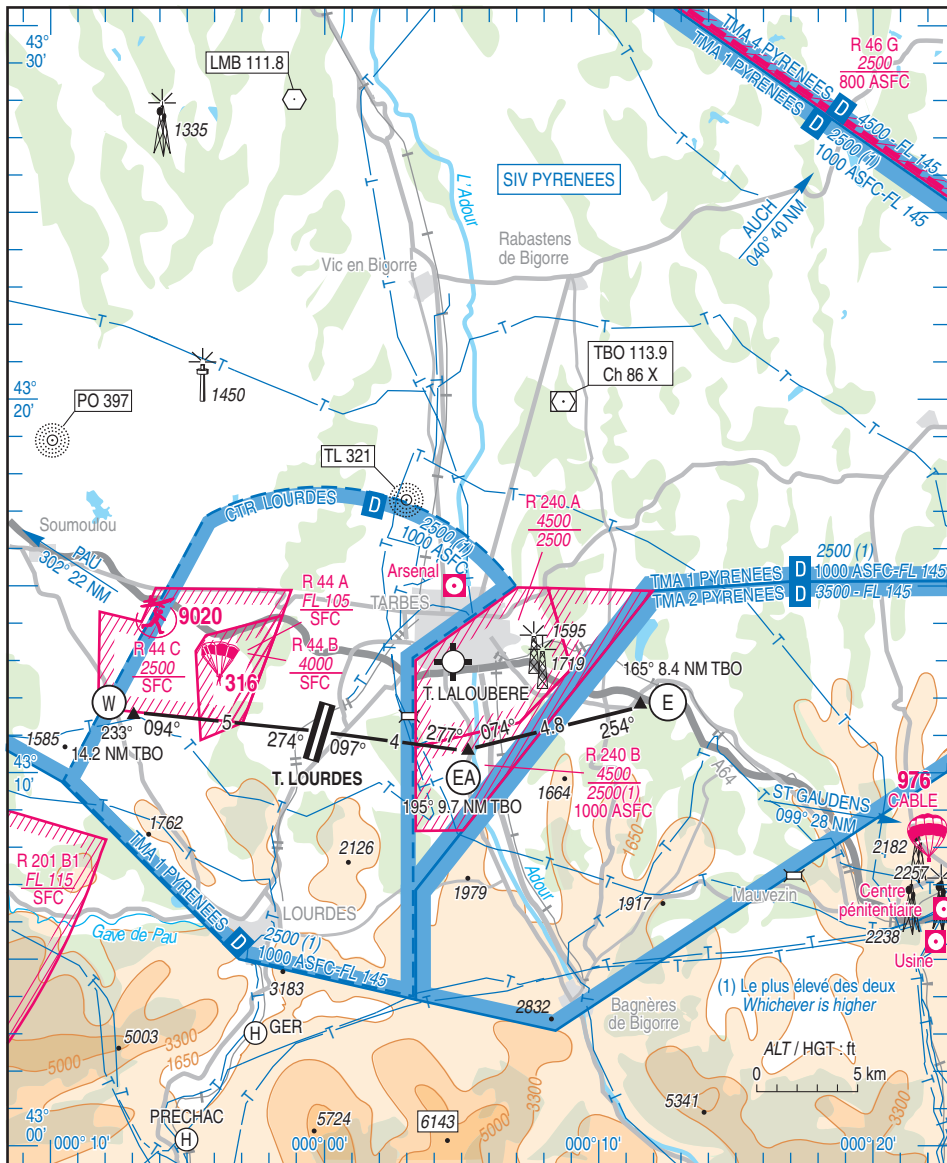 43°
30'
LMB 111.8
1335
R 46 G
2500
800 ASFC
TMA 4 PYRENEES
TMA 1 PYRENEES
D
D
4500 - FL 145
2500 (1)
1000 ASFC-FL 145
SIV PYRENEES
L'Adour
AUCH
040° 40 NM
Rabastens
de Bigorre
Vic en Bigorre
TBO 113.9
Ch 86 X
43°
20'
1450
PO 397
TL 321
CTR LOURDES
D
2500 (1)
1000 ASFC
R 240 A
4500
2500
Soumoulou
PAU
302° 22 NM
Arsenal
TARBES
R 44 A
FL 105
SFC
TMA 1 PYRENEES
D
2500 (1)
1000 ASFC-FL 145
TMA 2 PYRENEES
D
3500 - FL 145
9020
R 44 C
2500
SFC
R 44 B
4000
SFC
316
1595
1719
T. LALOUBERE
165° 8.4 NM TBO
E
W
233°
14.2 NM TBO
094°
5
274°
097°
4
277°
074°
4.8
254°
T. LOURDES
1585
43°
10'
EA
195° 9.7 NM TBO
R 240 B
4500
2500(1)
1000 ASFC
1664
1650
A64
ST GAUDENS
099° 28 NM
976
CABLE
2182
2257
Centre
pénitentiaire
2238
Usine
Mauvezin
1762
2126
1979
1917
Adour
R 201 B1
FL 115
SFC
TMA 1 PYRENEES
D
2500 (1)
1000 ASFC-FL 145
LOURDES
Gave de Pau
3183
2832
Bagnères
de Bigorre
(1) Le plus élevé des deux
Whichever is higher
H
GER
5003
5000
3300
1650
ALT / HGT : ft
0
5 km
PRECHAC
H
5724
6143
5000
3300
5341
3300
43°
00'
000° 10'
000° 00'
000° 10'
000° 20'